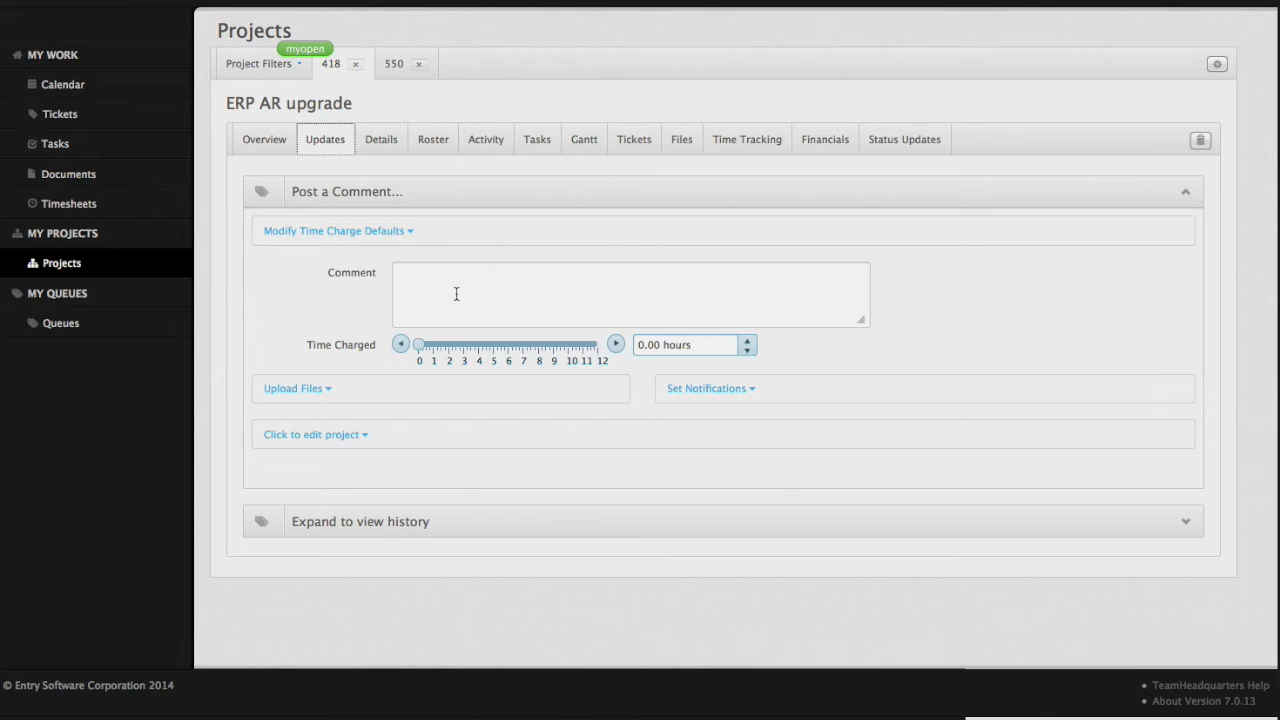 Projects
myopen
Project Filters 418 × 550 ×
ERP AR upgrade
Overview Updates Details Roster Activity Tasks Gantt Tickets Files Time Tracking Financials Status Updates
MY WORK
Calendar
Tickets
Tasks
Documents
Timesheets
MY PROJECTS
Projects
MY QUEUES
Queues
Post a Comment...
Modify Time Charge Defaults
Comment
Time Charged 0.00 hours
0 1 2 3 4 5 6 7 8 9 10 11 12
Upload Files Set Notifications
Click to edit project
Expand to view history
© Entry Software Corporation 2014
TeamHeadquarters Help
About Version 7.0.13